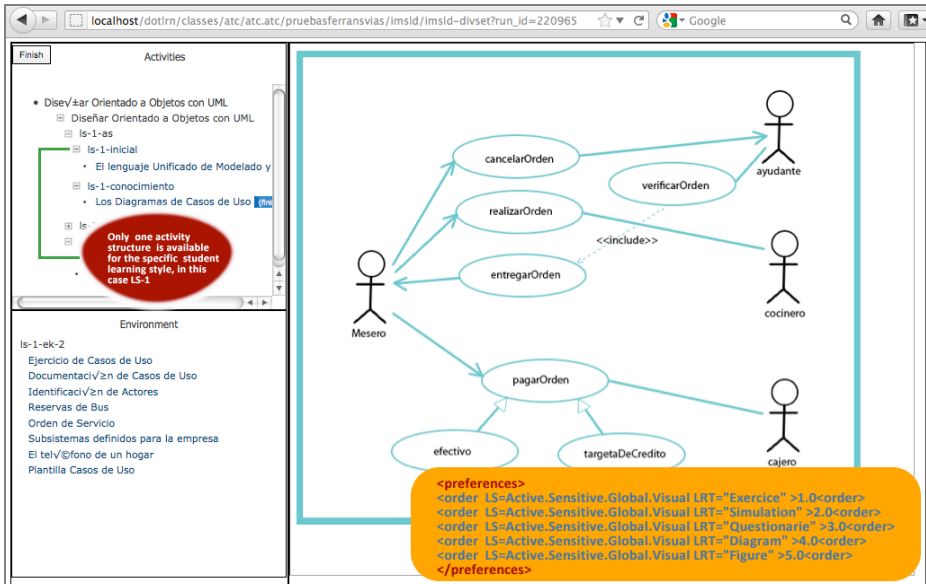 localhost/dotlrn/classes/atc/atc.atc/pruebasferransvias/imsld/imsld-divset?run_id=220965
Google
Finish
Activities
Dise√±ar Orientado a Objetos con UML
Diseñar Orientado a Objetos con UML
ls-1-as
ls-1-inicial
El lenguaje Unificado de Modelado y
ls-1-conocimiento
Los Diagramas de Casos de Uso
Only one activity
structure is available
for the specific student
learning style, in this
case LS-1
Environment
ls-1-ek-2
Ejercicio de Casos de Uso
Documentaci√≥n de Casos de Uso
Identificaci√≥n de Actores
Reservas de Bus
Orden de Servicio
Subsistemas definidos para la empresa
El tel√©fono de un hogar
Plantilla Casos de Uso
cancelarOrden
ayudante
verificarOrden
realizarOrden
<<include>>
entregarOrden
cocinero
Mesero
pagarOrden
efectivo
targetaDeCredito
cajero
<preferences>
<order LS=Active.Sensitive.Global.Visual LRT="Exercice" >1.0<order>
<order LS=Active.Sensitive.Global.Visual LRT="Simulation" >2.0<order>
<order LS=Active.Sensitive.Global.Visual LRT="Questionarie" >3.0<order>
<order LS=Active.Sensitive.Global.Visual LRT="Diagram" >4.0<order>
<order LS=Active.Sensitive.Global.Visual LRT="Figure" >5.0<order>
</preferences>